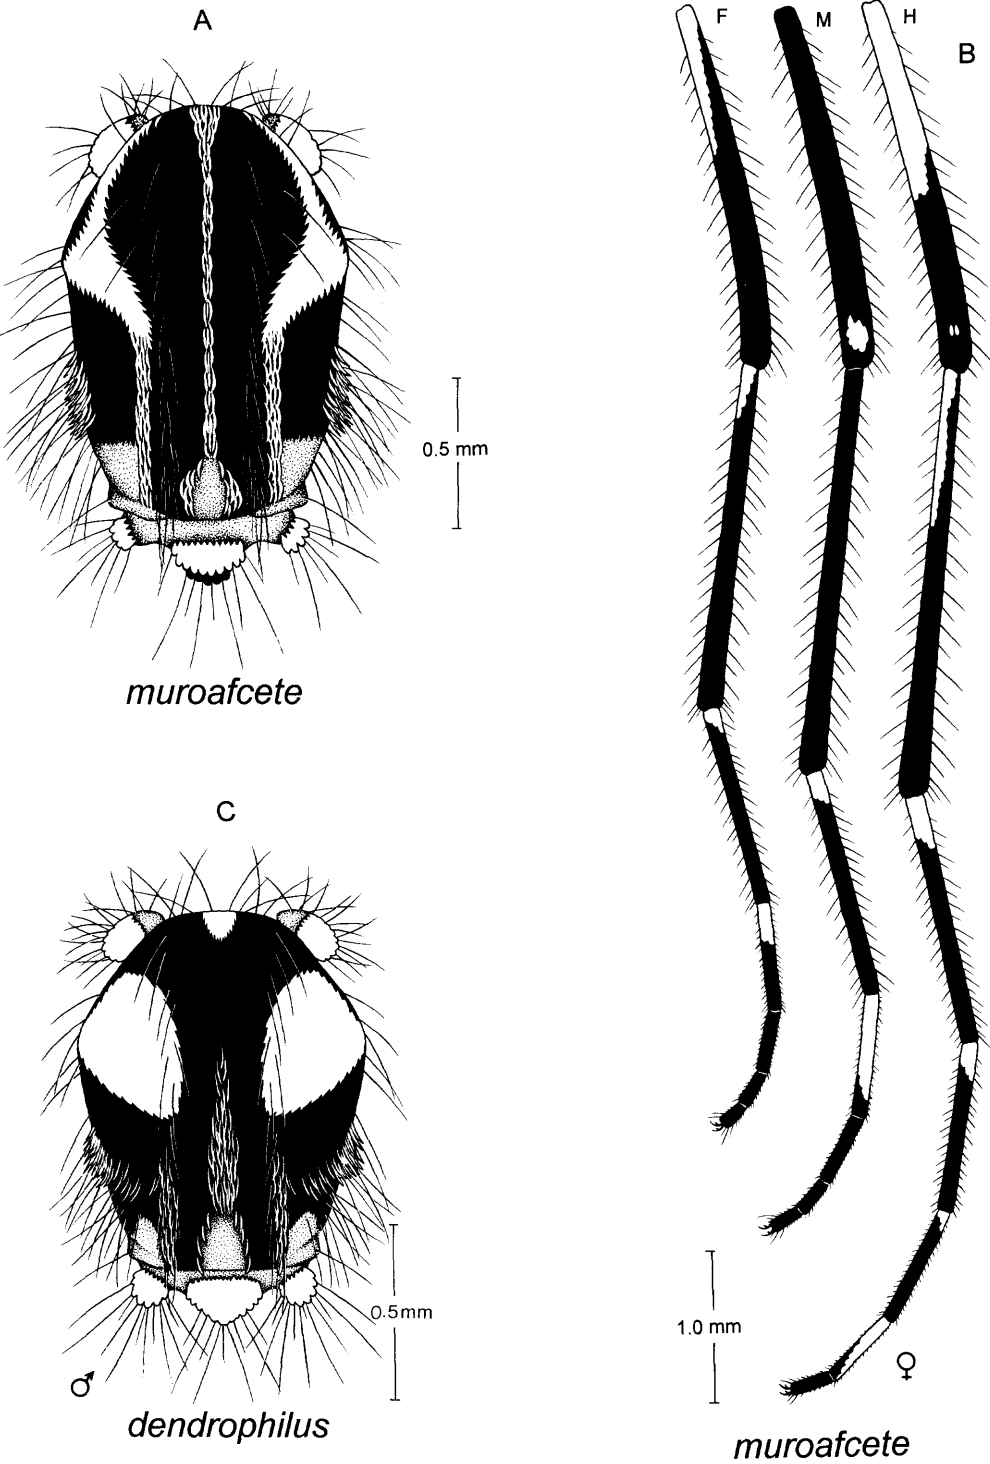 A
0.5 mm
muroafcete
C
0.5mm
♂
dendrophilus
F M H
B
1.0 mm
♀
muroafcete